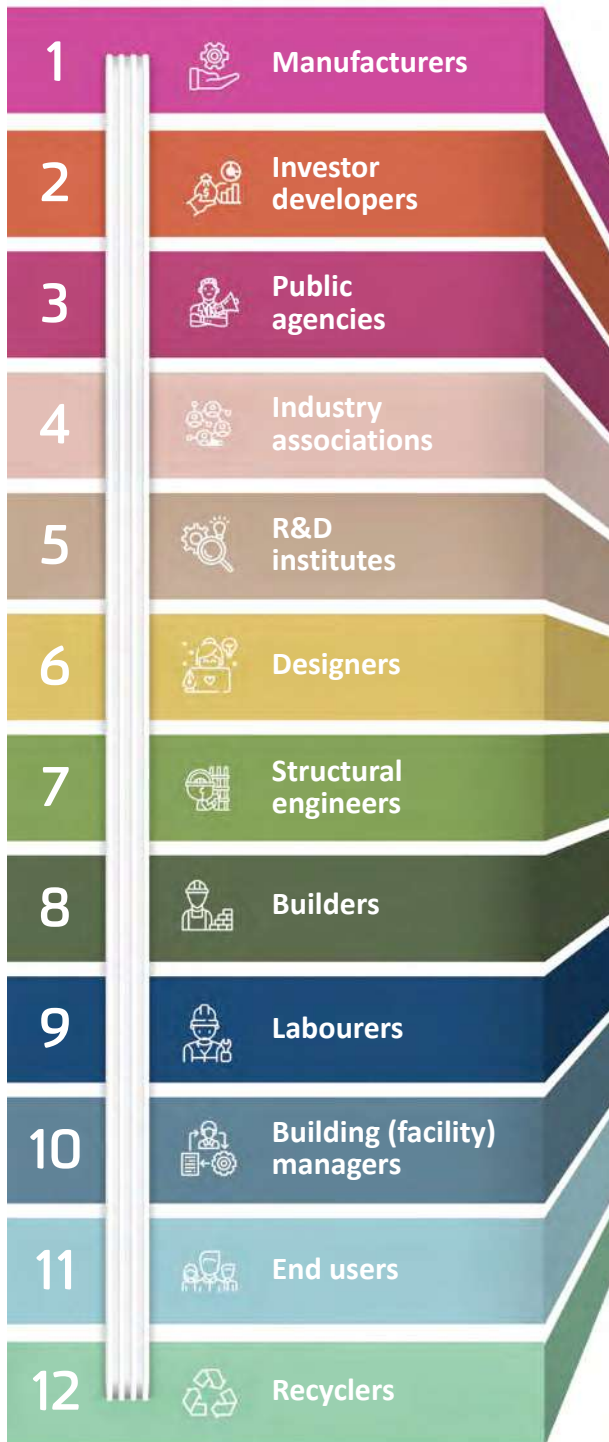 1 Manufacturers
2 Investor
developers
3 Public
agencies
4 Industry
associations
5 R&D
institutes
6 Designers
7 Structural
engineers
8 Builders
9 Labourers
10 Building (facility)
managers
11 End users
12 Recyclers